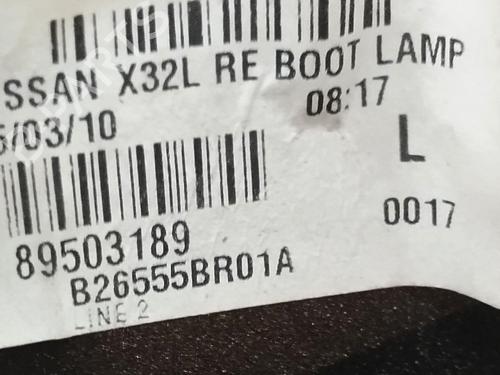 SSAN X32L RE BOOT LAMP
/03/10
08:17
L
89503189
0017
B26555BR01A
LINE 2